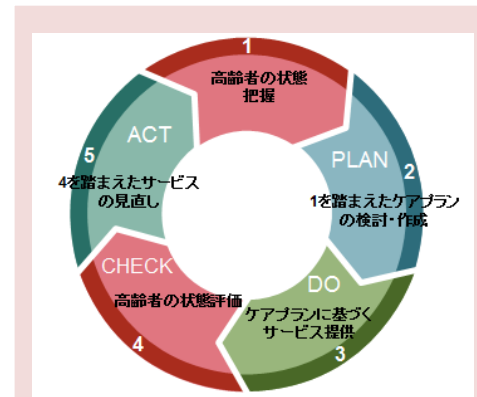 1
高齢者の状態
把握
PLAN
2
1を踏まえたケアプラン
の検討・作成
DO
ケアプランに基づく
サービス提供
3
CHECK
高齢者の状態評価
4
ACT
5
4を踏まえたサービス
の見直し